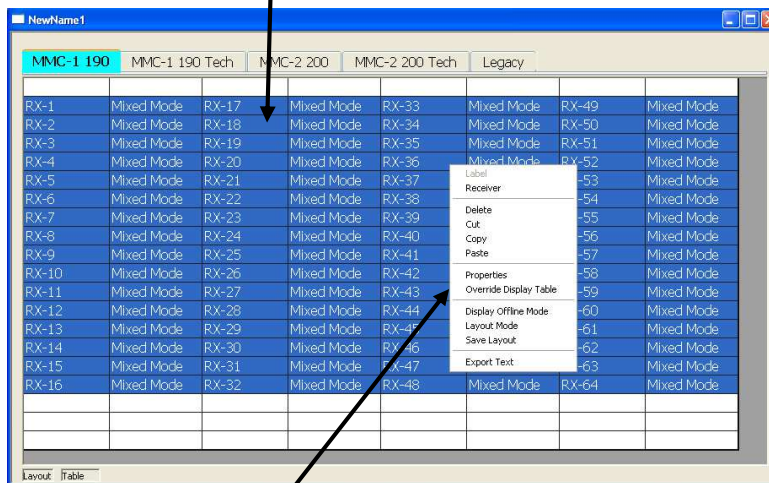 NewName1
MMC-1 190 MMC-1 190 Tech MMC-2 200 MMC-2 200 Tech Legacy
RX-1 Mixed Mode RX-17 Mixed Mode RX-33 Mixed Mode RX-49 Mixed Mode
RX-2 Mixed Mode RX-18 Mixed Mode RX-34 Mixed Mode RX-50 Mixed Mode
RX-3 Mixed Mode RX-19 Mixed Mode RX-35 Mixed Mode RX-51 Mixed Mode
RX-4 Mixed Mode RX-20 Mixed Mode RX-36 Mixed Mode RX-52 Mixed Mode
RX-5 Mixed Mode RX-21 Mixed Mode RX-37 -53 Mixed Mode
RX-6 Mixed Mode RX-22 Mixed Mode RX-38 -54 Mixed Mode
RX-7 Mixed Mode RX-23 Mixed Mode RX-39 -55 Mixed Mode
RX-8 Mixed Mode RX-24 Mixed Mode RX-40 -56 Mixed Mode
RX-9 Mixed Mode RX-25 Mixed Mode RX-41 -57 Mixed Mode
RX-10 Mixed Mode RX-26 Mixed Mode RX-42 -58 Mixed Mode
RX-11 Mixed Mode RX-27 Mixed Mode RX-43 -59 Mixed Mode
RX-12 Mixed Mode RX-28 Mixed Mode RX-44 -60 Mixed Mode
RX-13 Mixed Mode RX-29 Mixed Mode RX-45 -61 Mixed Mode
RX-14 Mixed Mode RX-30 Mixed Mode RX-46 -62 Mixed Mode
RX-15 Mixed Mode RX-31 Mixed Mode RX-47 -63 Mixed Mode
RX-16 Mixed Mode RX-32 Mixed Mode RX-48 Mixed Mode RX-64 Mixed Mode
Label
Receiver
Delete
Cut
Copy
Paste
Properties
Override Display Table
Display Offline Mode
Layout Mode
Save Layout
Export Text
Layout Table